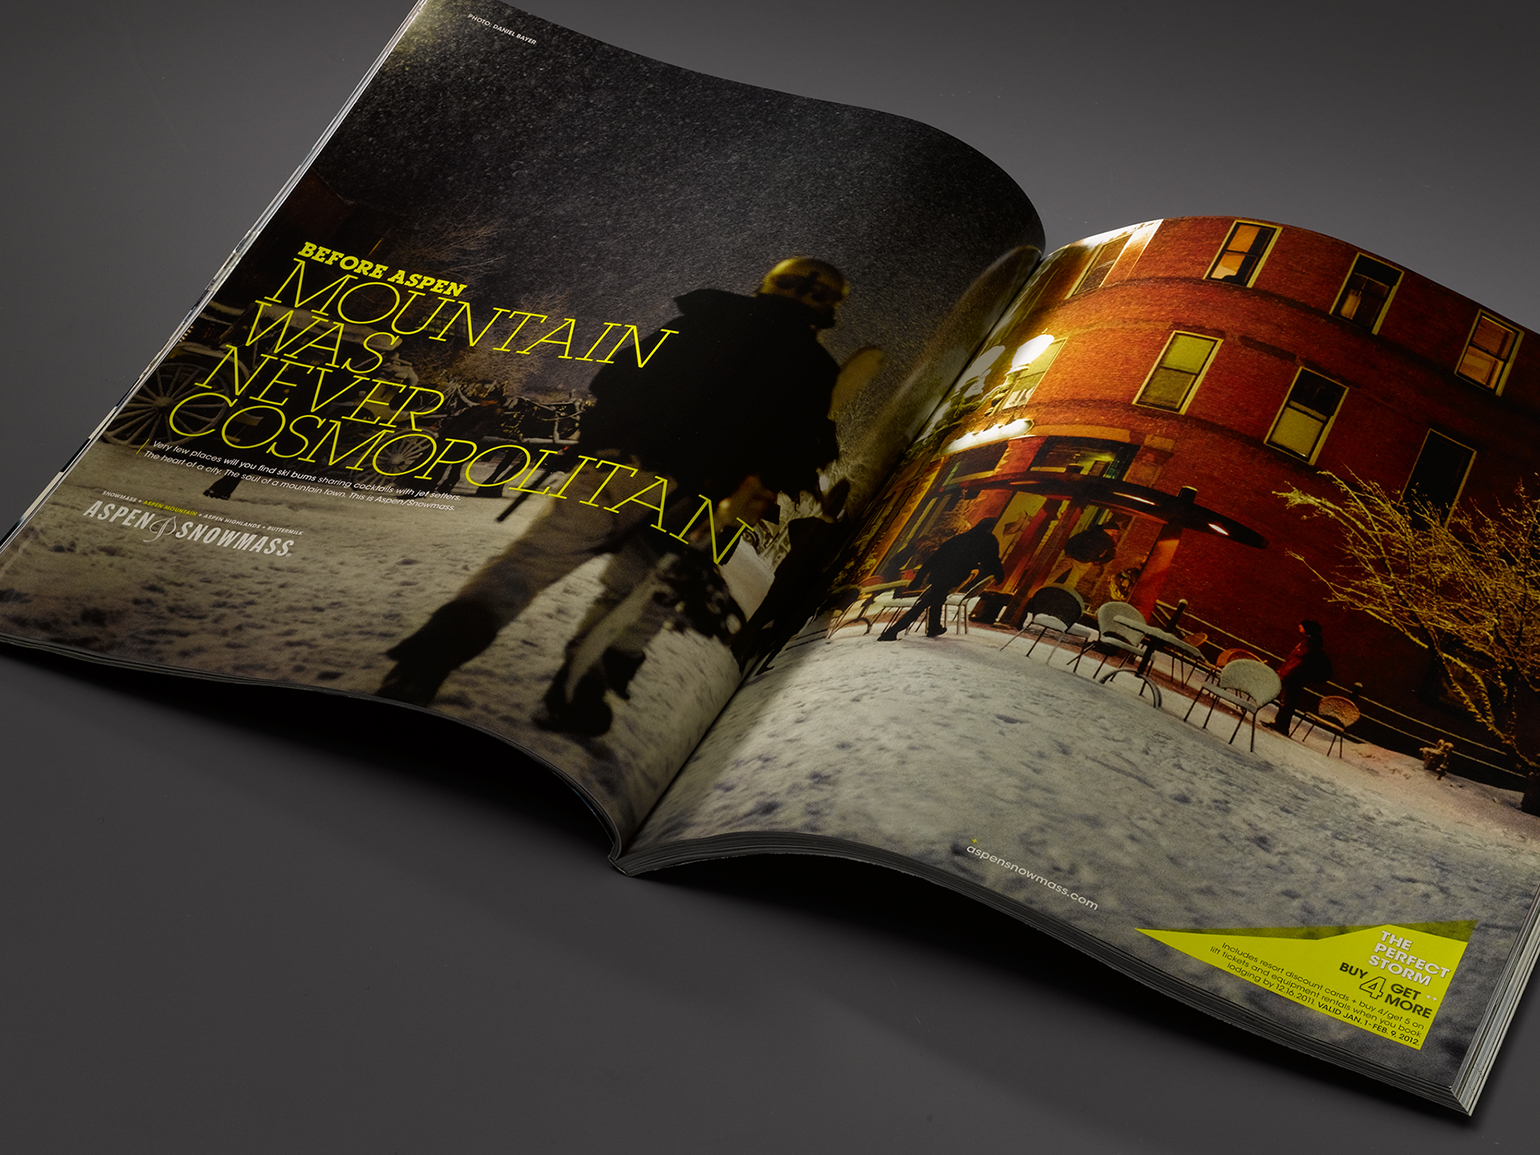 PHOTO: DANIEL BAYER
BEFORE ASPEN
MOUNTAIN
WAS
NEVER
COSMOPOLITAN
Very few places will you find ski bums sharing cocktails with jet setters.
The heart of a city. The soul of a mountain town. This is Aspen/Snowmass.
SNOWMASS • ASPEN MOUNTAIN • ASPEN HIGHLANDS • BUTTERMILK
ASPEN & SNOWMASS.
aspensnowmass.com
THE
PERFECT
STORM
BUY 4 GET
MORE
Includes resort discount cards + buy 4/get 5 on
lift tickets and equipment rentals when you book
lodging by 12.16.2011. VALID JAN. 1 - FEB. 9, 2012.